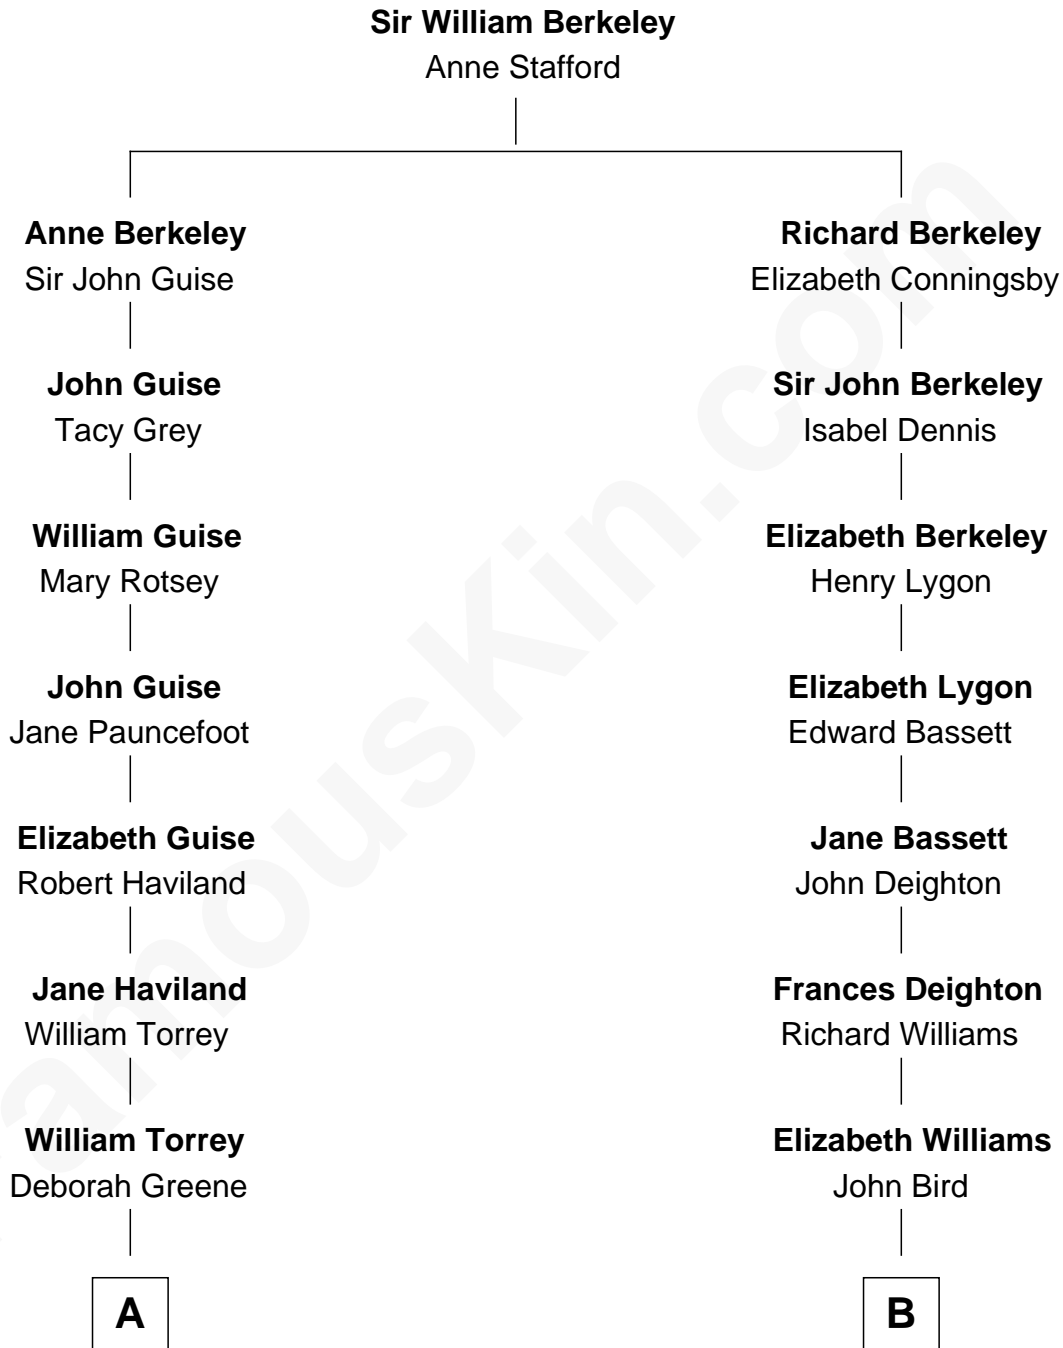 Sir William Berkeley
Anne Stafford
Anne Berkeley
Sir John Guise
Richard Berkeley
Elizabeth Conningsby
John Guise
Tacy Grey
Sir John Berkeley
Isabel Dennis
William Guise
Mary Rotsey
Elizabeth Berkeley
Henry Lygon
John Guise
Jane Pauncefoot
Elizabeth Lygon
Edward Bassett
Elizabeth Guise
Robert Haviland
Jane Bassett
John Deighton
Jane Haviland
William Torrey
Frances Deighton
Richard Williams
William Torrey
Deborah Greene
Elizabeth Williams
John Bird
A
B
amouskin.com